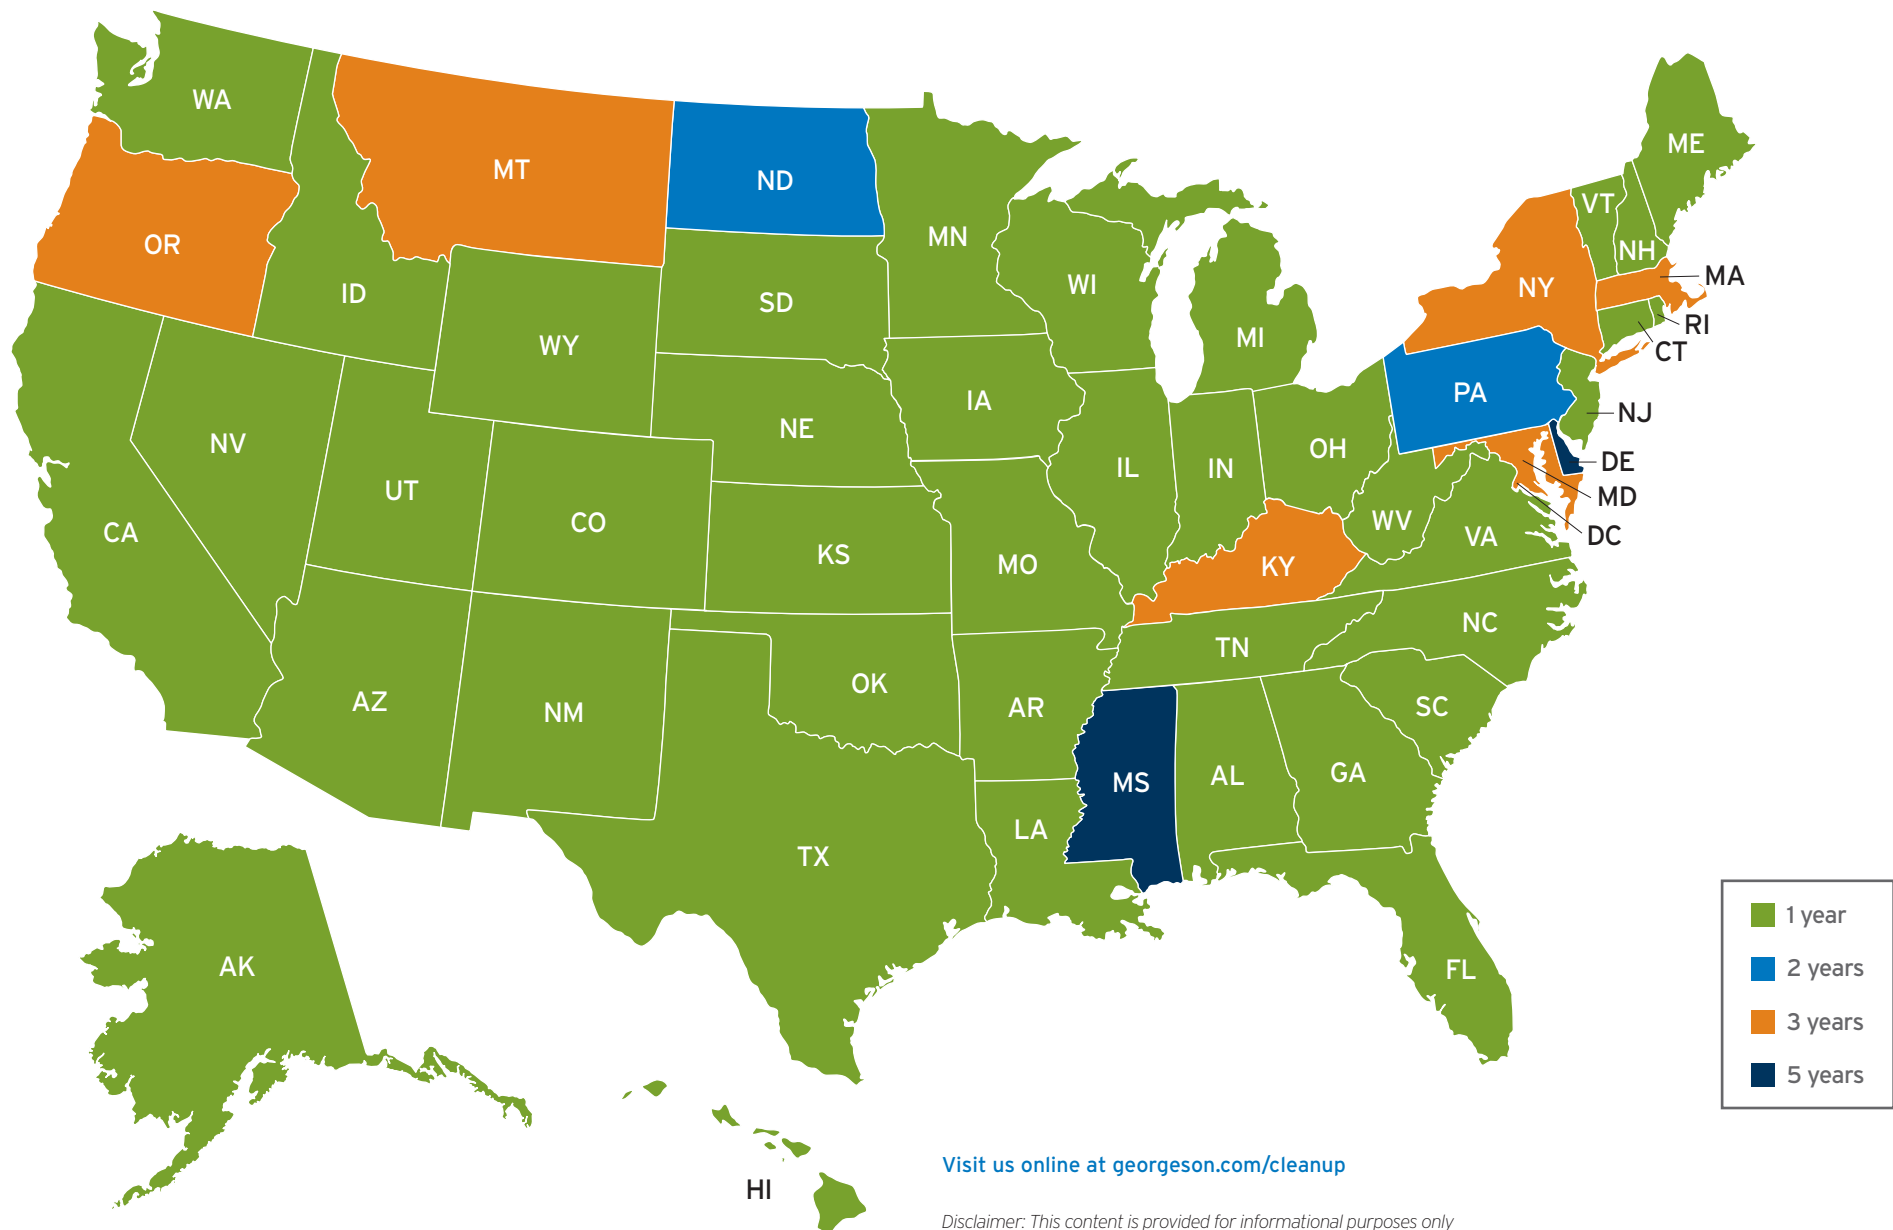 WA
MT
ND
ME
OR
MN
VT
NH
ID
SD
WI
NY
MA
MI
RI
WY
CT
IA
PA
NJ
NV
NE
OH
DE
IL
IN
UT
MD
CA
CO
WV
VA
DC
KS
MO
KY
NC
TN
AZ
NM
OK
AR
SC
MS
AL
GA
LA
TX
AK
FL
HI
1 year
2 years
3 years
5 years
Visit us online at georgeson.com/cleanup
Disclaimer: This content is provided for informational purposes only